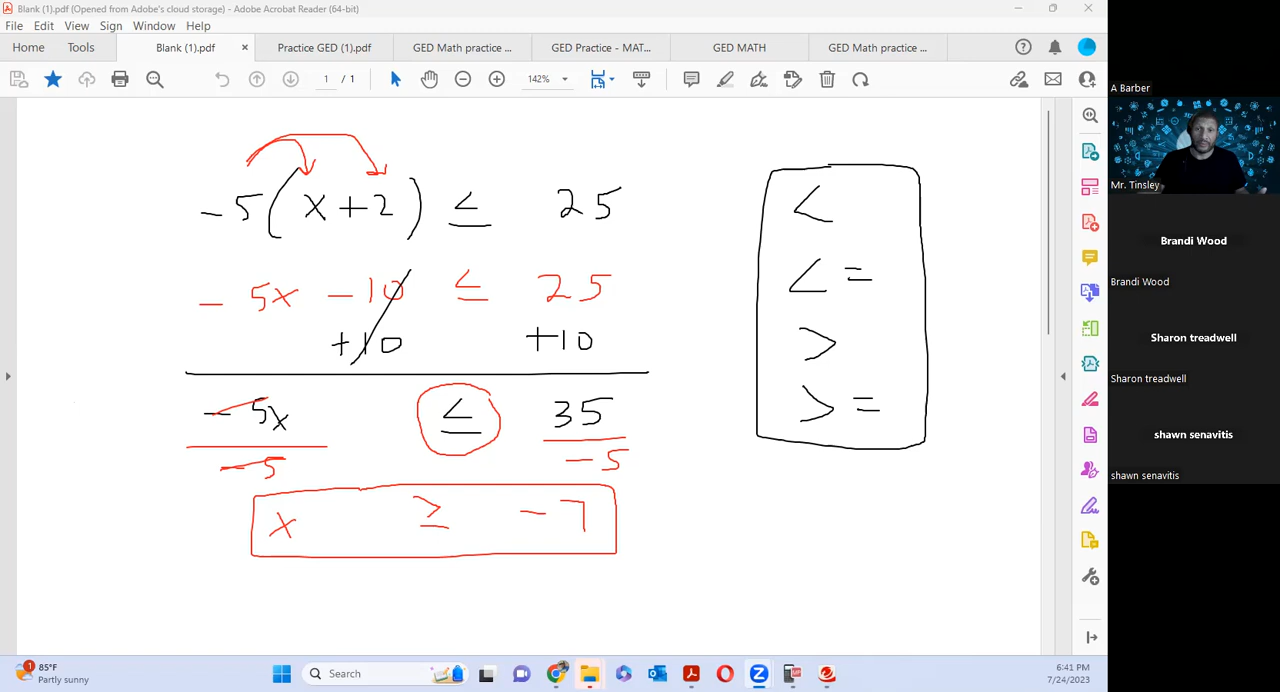 Blank (1).pdf (Opened from Adobe's cloud storage) - Adobe Acrobat Reader (64-bit)
File Edit View Sign Window Help
Home Tools Blank (1).pdf × Practice GED (1).pdf GED Math practice ... GED Practice - MAT... GED MATH GED Math practice ...
1 / 1 142%
-5(x+2) ≤ 25
- 5x - 10 ≤ 25
+10 +10
-5x ≤ 35
-5 -5
x ≥ -7
<
< =
>
> =
A Barber
Mr. Tinsley
Brandi Wood
Brandi Wood
Sharon treadwell
Sharon treadwell
shawn senavitis
shawn senavitis
1 85°F
Partly sunny
Search
6:41 PM
7/24/2023